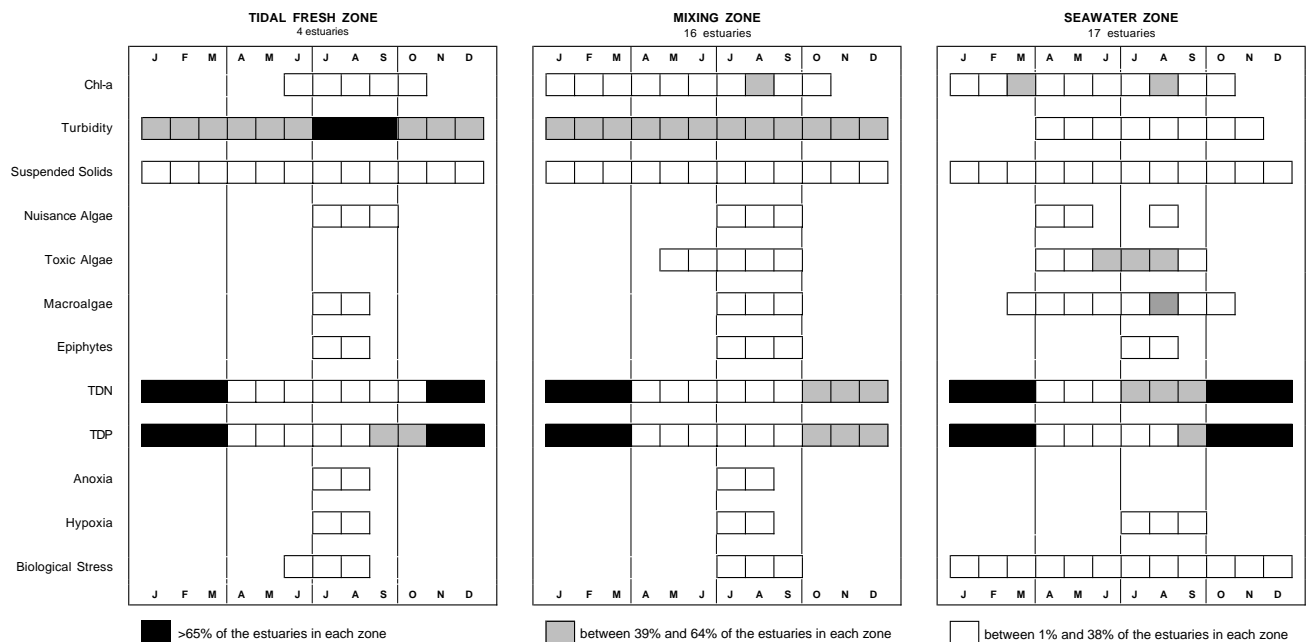 TIDAL FRESH ZONE
4 estuaries
MIXING ZONE
16 estuaries
SEAWATER ZONE
17 estuaries
J F M A M J J A S O N D
J F M A M J J A S O N D
J F M A M J J A S O N D
Chl-a
Turbidity
Suspended Solids
Nuisance Algae
Toxic Algae
Macroalgae
Epiphytes
TDN
TDP
Anoxia
Hypoxia
Biological Stress
J F M A M J J A S O N D
J F M A M J J A S O N D
J F M A M J J A S O N D
>65% of the estuaries in each zone
between 39% and 64% of the estuaries in each zone
between 1% and 38% of the estuaries in each zone